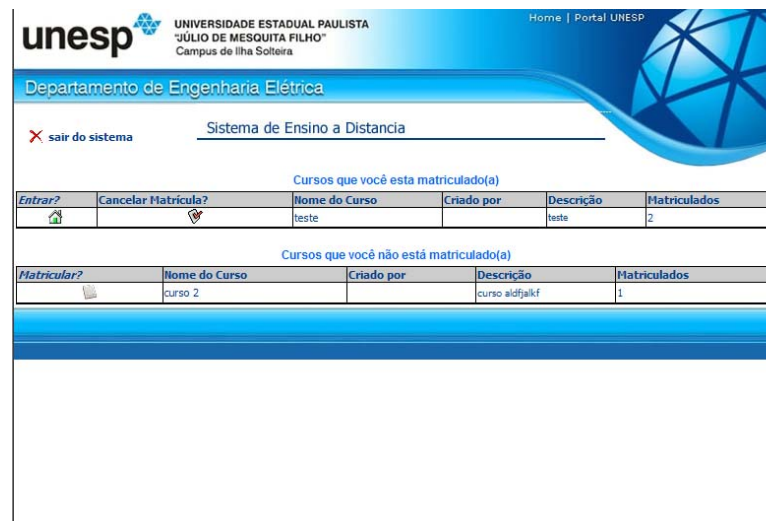 unesp
UNIVERSIDADE ESTADUAL PAULISTA
"JÚLIO DE MESQUITA FILHO"
Campus de Ilha Solteira
Home | Portal UNESP
Departamento de Engenharia Elétrica
sair do sistema
Sistema de Ensino a Distancia
Cursos que você esta matriculado(a)
Entrar? Cancelar Matrícula? Nome do Curso Criado por Descrição Matriculados
teste teste 2
Cursos que você não está matriculado(a)
Matricular? Nome do Curso Criado por Descrição Matriculados
curso 2 curso aldfjalkf 1